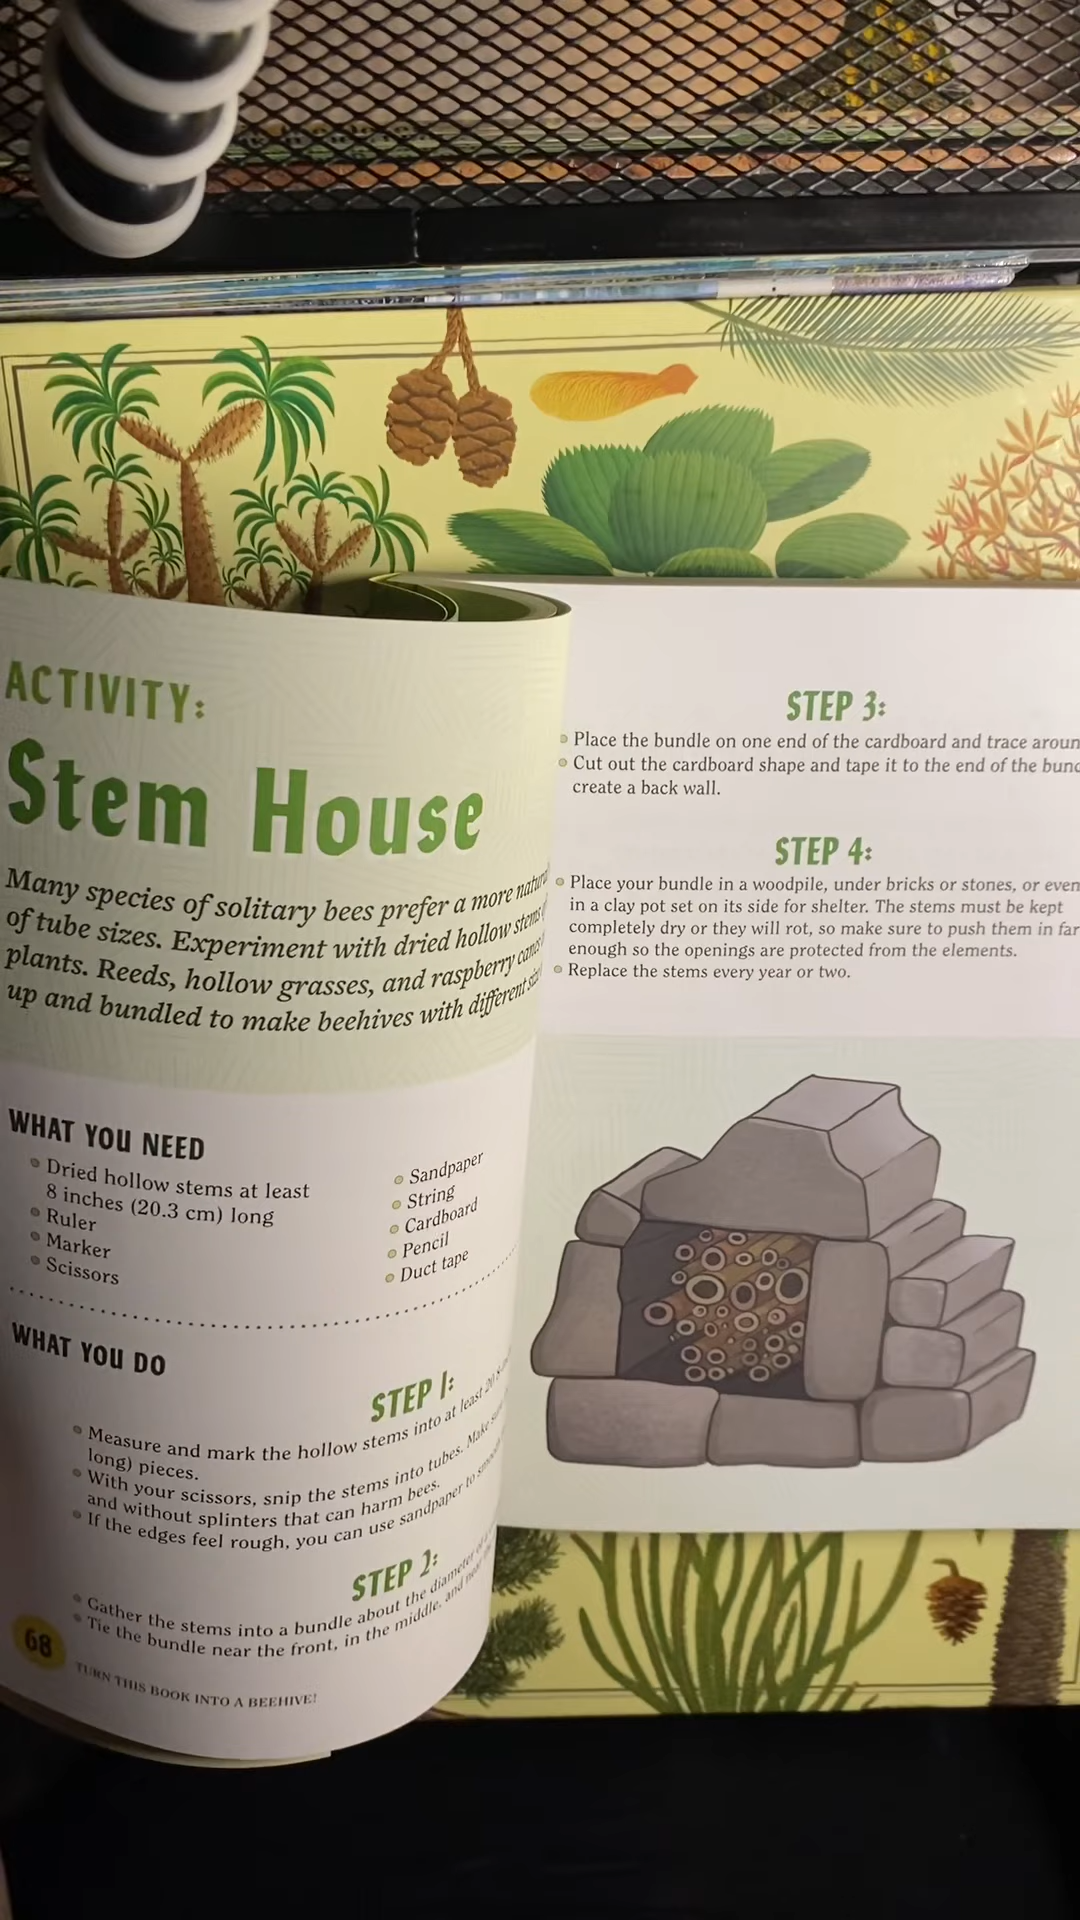 ACTIVITY:
Stem House
Many species of solitary bees prefer a more
of tube sizes. Experiment with dried hollow stems
plants. Reeds, hollow grasses, and raspberry canes
up and bundled to make beehives with different
WHAT YOU NEED
Dried hollow stems at least
8 inches (20.3 cm) long
Ruler
Marker
Scissors
Sandpaper
String
Cardboard
Pencil
Duct tape
WHAT YOU DO
STEP 1:
Measure and mark the hollow stems into at least 20
long) pieces.
With your scissors, snip the stems into tubes. Make
and without splinters that can harm bees.
If the edges feel rough, you can use sandpaper to
STEP 2:
Gather the stems into a bundle about the diameter of a
Tie the bundle near the front, in the middle, and near
68
TURN THIS BOOK INTO A BEEHIVE!
STEP 3:
Place the bundle on one end of the cardboard and trace
Cut out the cardboard shape and tape it to the end of the
create a back wall.
STEP 4:
Place your bundle in a woodpile, under bricks or stones, or even
in a clay pot set on its side for shelter. The stems must be kept
completely dry or they will rot, so make sure to push them in far
enough so the openings are protected from the elements.
Replace the stems every year or two.